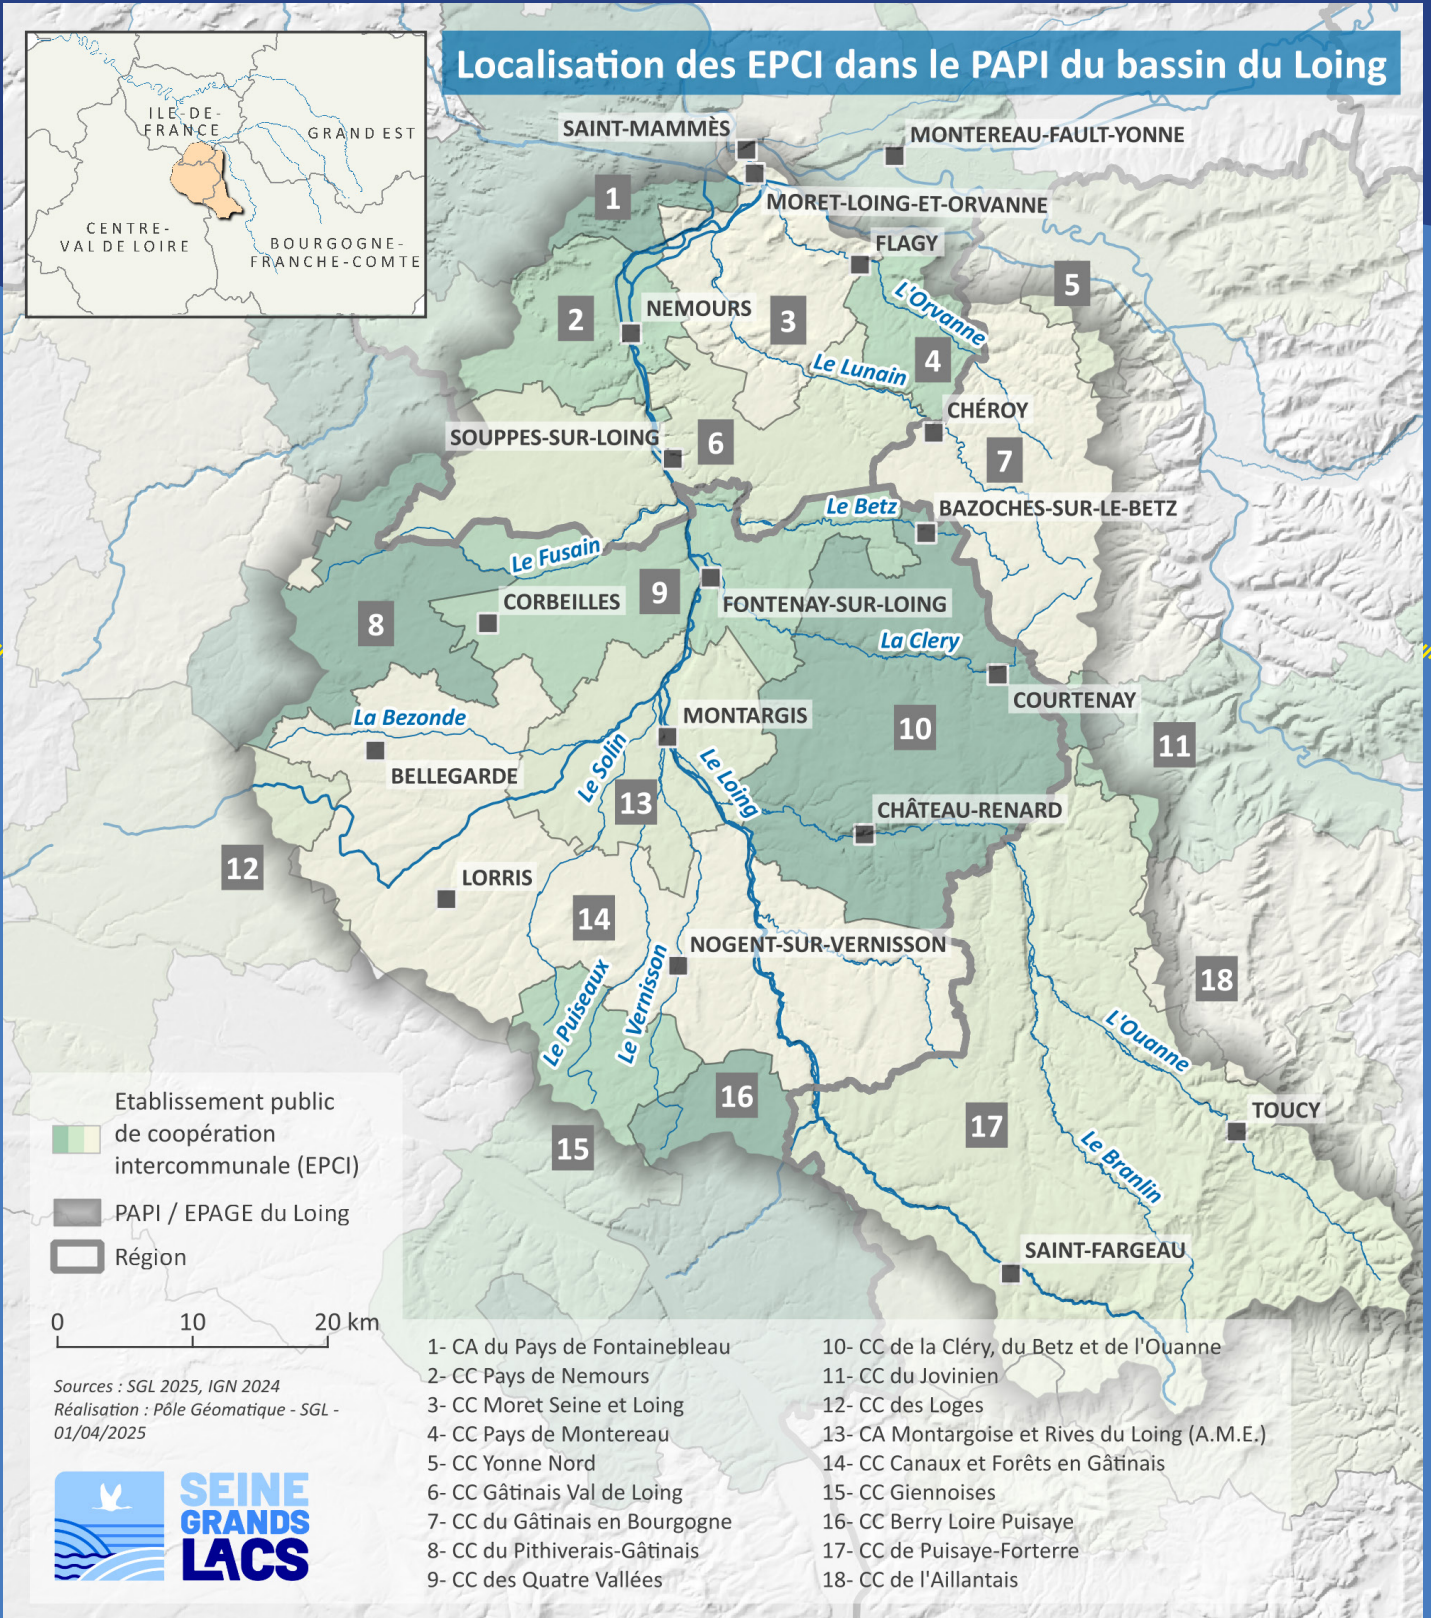 Localisation des EPCI dans le PAPI du bassin du Loing
ILE-DE-
FRANCE
GRAND EST
CENTRE-
VAL DE LOIRE
BOURGOGNE-
FRANCHE-COMTE
SAINT-MAMMÈS
MONTEREAU-FAULT-YONNE
1
MORET-LOING-ET-ORVANNE
FLAGY
5
L'Orvanne
2
NEMOURS
3
4
Le Lunain
CHÉROY
SOUPPES-SUR-LOING
6
7
Le Betz
BAZOCHES-SUR-LE-BETZ
Le Fusain
9
CORBEILLES
FONTENAY-SUR-LOING
8
La Clery
COURTENAY
La Bezonde
MONTARGIS
10
11
BELLEGARDE
Le Solin
Le Loing
13
CHÂTEAU-RENARD
12
LORRIS
14
NOGENT-SUR-VERNISSON
18
Le Puiseaux
Le Vernisson
L'Ouanne
16
17
TOUCY
15
Le Branlin
SAINT-FARGEAU
Etablissement public
de coopération
intercommunale (EPCI)
PAPI / EPAGE du Loing
Région
0 10 20 km
Sources : SGL 2025, IGN 2024
Réalisation : Pôle Géomatique - SGL -
01/04/2025
SEINE
GRANDS
LACS
1- CA du Pays de Fontainebleau
2- CC Pays de Nemours
3- CC Moret Seine et Loing
4- CC Pays de Montereau
5- CC Yonne Nord
6- CC Gâtinais Val de Loing
7- CC du Gâtinais en Bourgogne
8- CC du Pithiverais-Gâtinais
9- CC des Quatre Vallées
10- CC de la Cléry, du Betz et de l'Ouanne
11- CC du Jovinien
12- CC des Loges
13- CA Montargoise et Rives du Loing (A.M.E.)
14- CC Canaux et Forêts en Gâtinais
15- CC Giennoises
16- CC Berry Loire Puisaye
17- CC de Puisaye-Forterre
18- CC de l'Aillantais